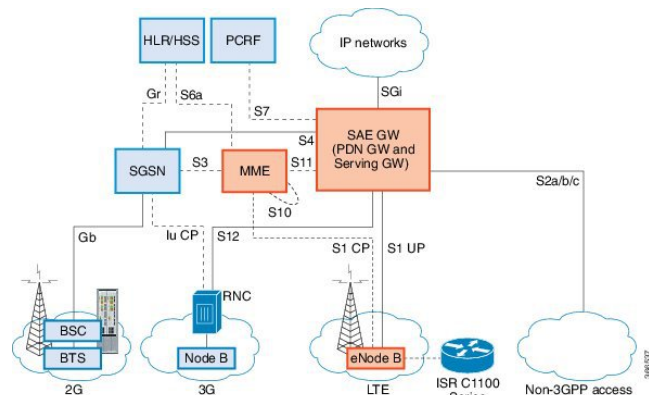 HLR/HSS
PCRF
IP networks
Gr
S6a
S7
SGi
S4
SAE GW
(PDN GW and
Serving GW)
SGSN
S3
MME
S11
S10
S2a/b/c
Gb
Iu CP
S12
S1 CP
S1 UP
RNC
BSC
BTS
Node B
eNode B
2G
3G
LTE
ISR C1100
Non-3GPP access